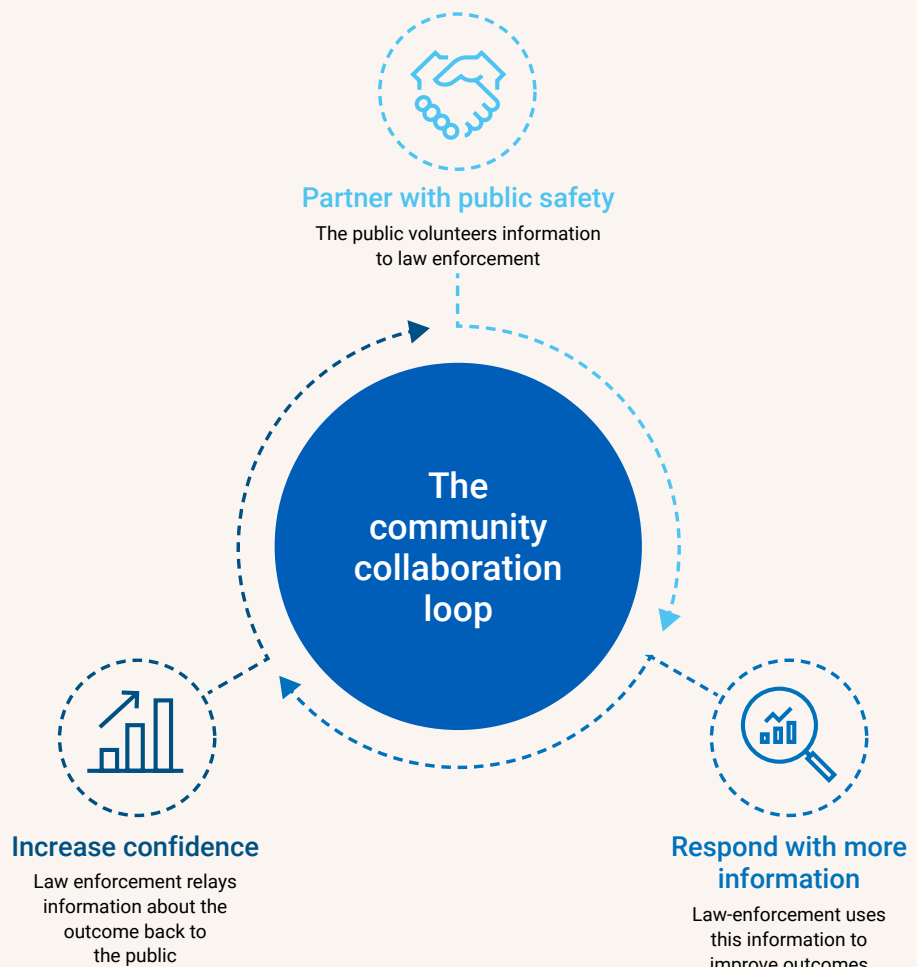 Partner with public safety
The public volunteers information
to law enforcement
The
community
collaboration
loop
Increase confidence
Law enforcement relays
information about the
outcome back to
the public
Respond with more
information
Law-enforcement uses
this information to
improve outcomes